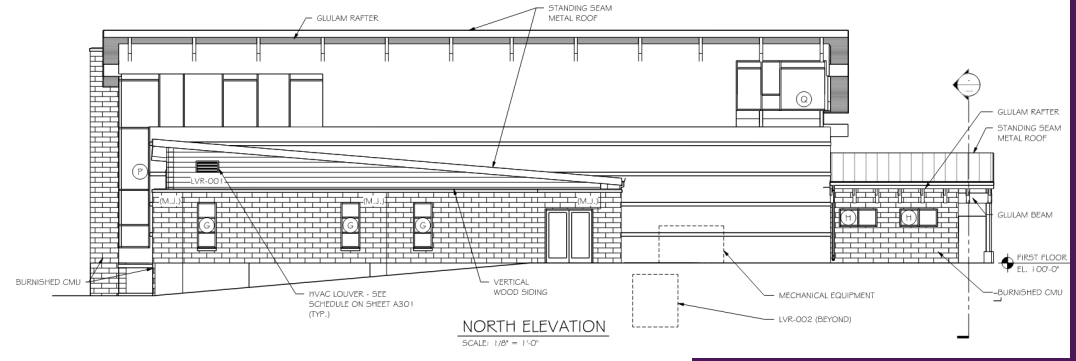 STANDING SEAM
METAL ROOF
GLULAM RAFTER
Q
GLULAM RAFTER
STANDING SEAM
METAL ROOF
P
LVR-001
(M.J.)
(M.J.)
(M.J.)
G
G
G
H
H
GLULAM BEAM
FIRST FLOOR
EL. 100'-0"
BURNISHED CMU
HVAC LOUVER - SEE
SCHEDULE ON SHEET A301
(TYP.)
VERTICAL
WOOD SIDING
MECHANICAL EQUIPMENT
BURNISHED CMU
LVR-002 (BEYOND)
NORTH ELEVATION
SCALE: 1/8" = 1'-0"